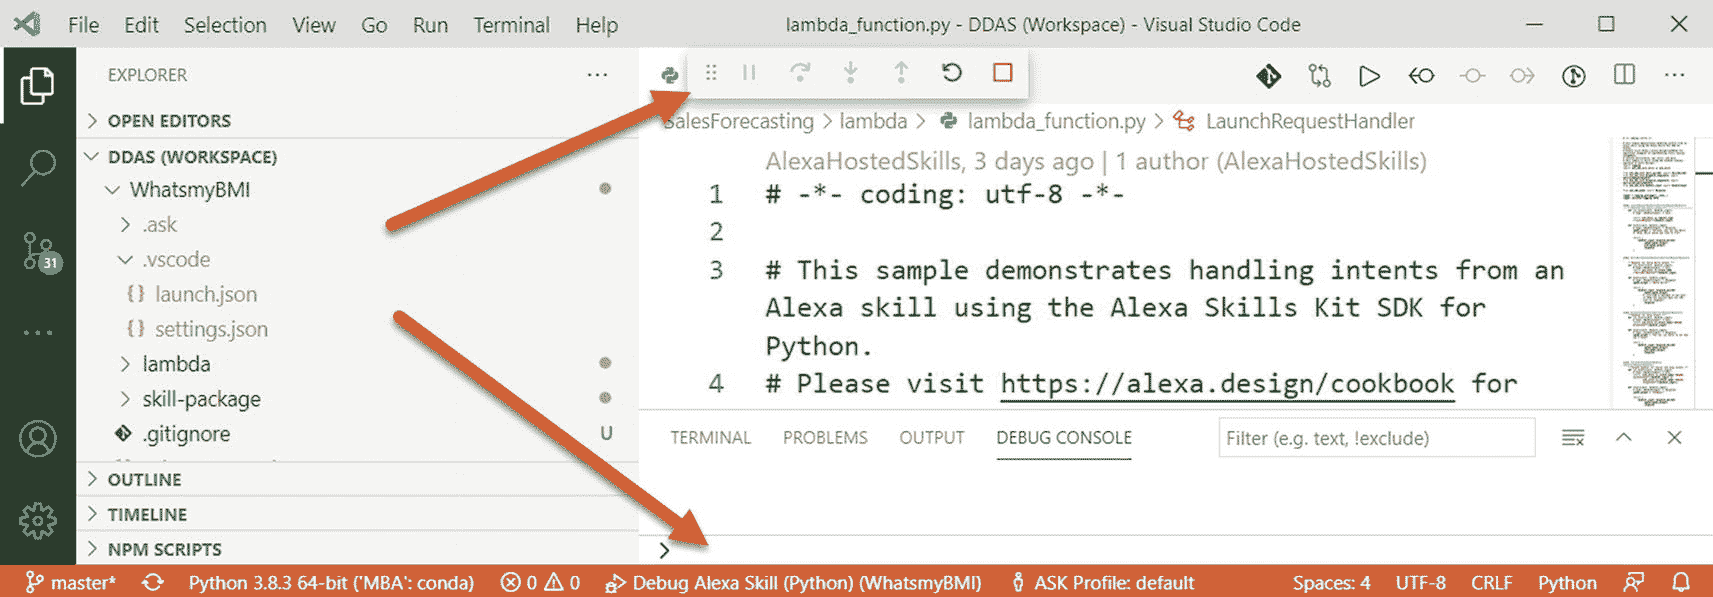 File Edit Selection View Go Run Terminal Help
lambda_function.py - DDAS (Workspace) - Visual Studio Code
EXPLORER
OPEN EDITORS
DDAS (WORKSPACE)
WhatsmyBMI
.ask
.vscode
{} launch.json
{} settings.json
lambda
skill-package
.gitignore U
OUTLINE
TIMELINE
NPM SCRIPTS
31
SalesForecasting > lambda > lambda_function.py > LaunchRequestHandler
AlexaHostedSkills, 3 days ago | 1 author (AlexaHostedSkills)
1 # -*- coding: utf-8 -*-
2
3 # This sample demonstrates handling intents from an
Alexa skill using the Alexa Skills Kit SDK for
Python.
4 # Please visit https://alexa.design/cookbook for
TERMINAL PROBLEMS OUTPUT DEBUG CONSOLE Filter (e.g. text, !exclude)
>
master* Python 3.8.3 64-bit ('MBA': conda) 0 0 Debug Alexa Skill (Python) (WhatsmyBMI) ASK Profile: default Spaces: 4 UTF-8 CRLF Python